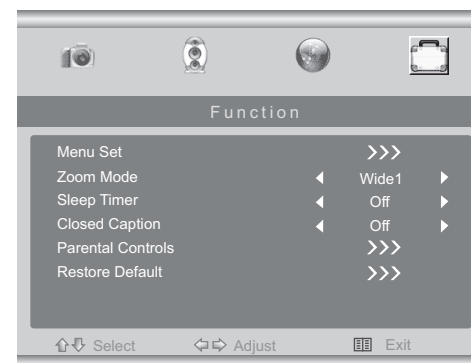 Function
Menu Set >>>
Zoom Mode Wide1
Sleep Timer Off
Closed Caption Off
Parental Controls >>>
Restore Default >>>
Select Adjust Exit